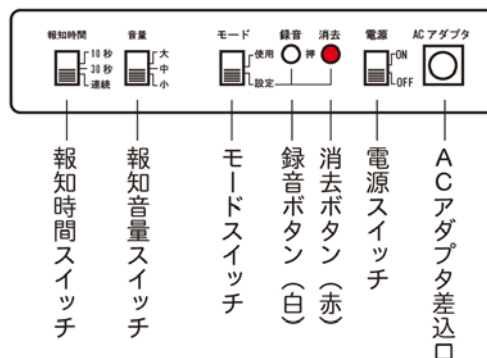 報知時間
10秒
30秒
連続
音量
大
中
小
モード
使用
設定
録音
押
消去
電源
ON
OFF
ACアダプタ
報知時間スイッチ
報知音量スイッチ
モードスイッチ
録音ボタン（白）
消去ボタン（赤）
電源スイッチ
ACアダプタ差込口